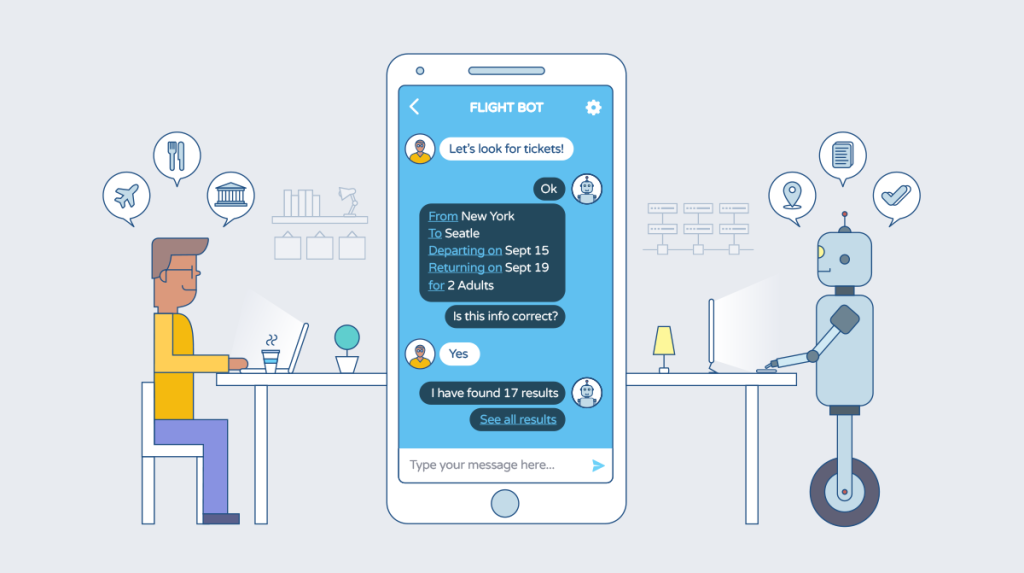 FLIGHT BOT
Let's look for tickets!
Ok
From New York
To Seatle
Departing on Sept 15
Returning on Sept 19
for 2 Adults
Is this info correct?
Yes
I have found 17 results
See all results
Type your message here...